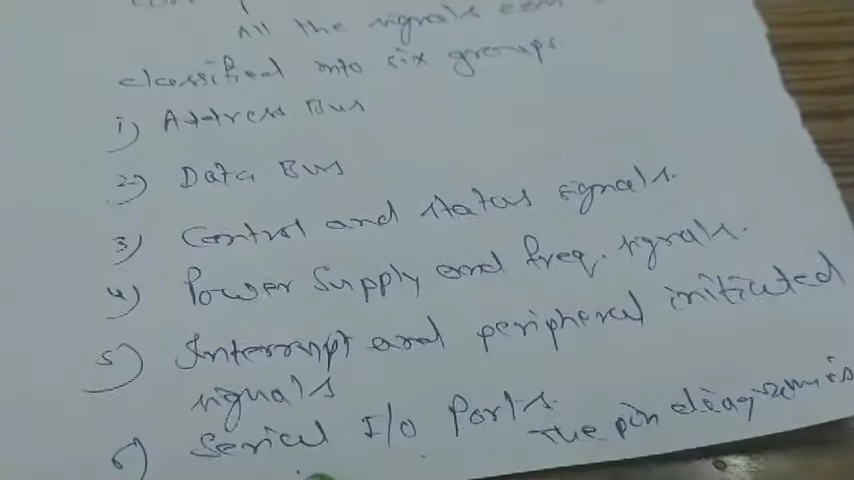 All the signals can
classified into six groups
1) Address Bus
2) Data Bus
3) Control and status signals.
4) Power Supply and freq. signals.
5) Interrupt and peripheral initiated
signals
6) Serial I/o Ports.
The pin diagram is